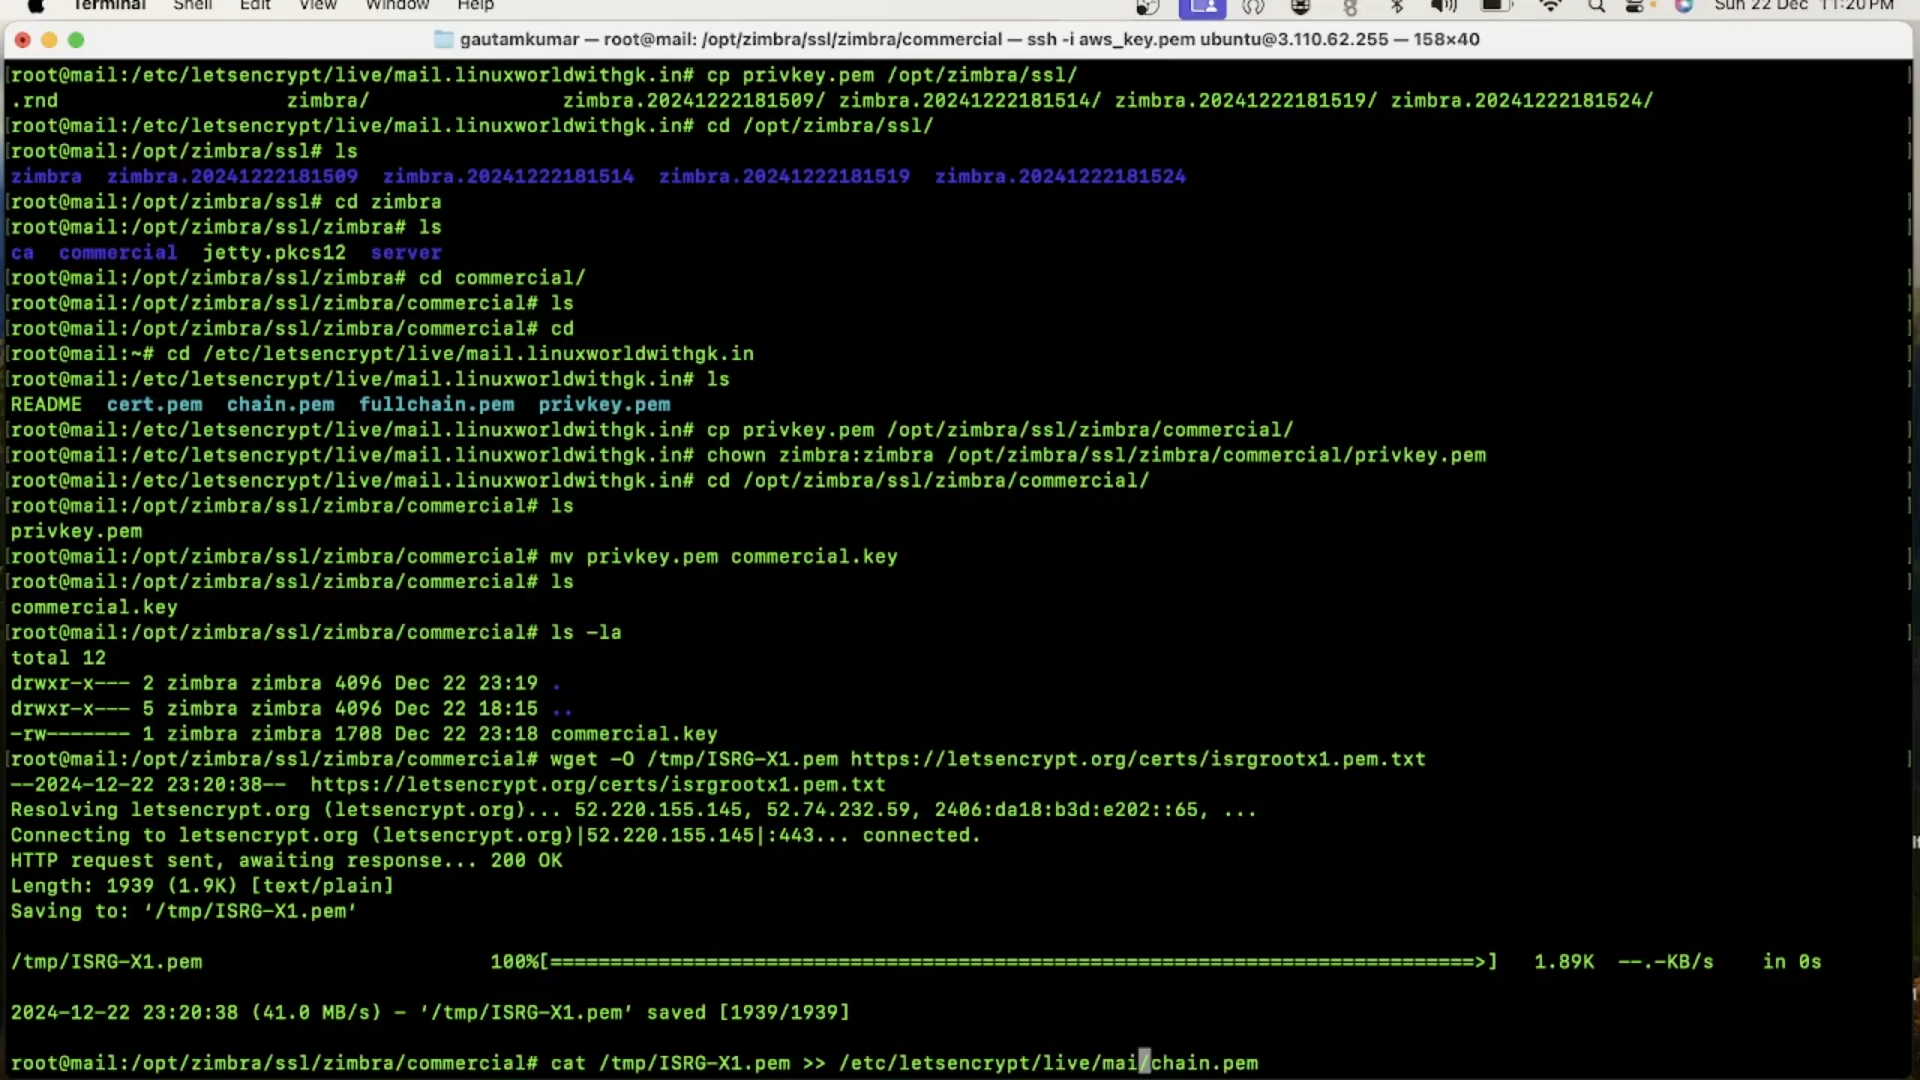 Terminal Shell Edit View Window Help Sun 22 Dec 11:20 PM
gautamkumar — root@mail: /opt/zimbra/ssl/zimbra/commercial — ssh -i aws_key.pem ubuntu@3.110.62.255 — 158×40
[root@mail:/etc/letsencrypt/live/mail.linuxworldwithgk.in# cp privkey.pem /opt/zimbra/ssl/ ]
.rnd zimbra/ zimbra.20241222181509/ zimbra.20241222181514/ zimbra.20241222181519/ zimbra.20241222181524/
[root@mail:/etc/letsencrypt/live/mail.linuxworldwithgk.in# cd /opt/zimbra/ssl/ ]
[root@mail:/opt/zimbra/ssl# ls ]
zimbra zimbra.20241222181509 zimbra.20241222181514 zimbra.20241222181519 zimbra.20241222181524
[root@mail:/opt/zimbra/ssl# cd zimbra ]
[root@mail:/opt/zimbra/ssl/zimbra# ls ]
ca commercial jetty.pkcs12 server
[root@mail:/opt/zimbra/ssl/zimbra# cd commercial/ ]
[root@mail:/opt/zimbra/ssl/zimbra/commercial# ls ]
[root@mail:/opt/zimbra/ssl/zimbra/commercial# cd ]
[root@mail:~# cd /etc/letsencrypt/live/mail.linuxworldwithgk.in ]
[root@mail:/etc/letsencrypt/live/mail.linuxworldwithgk.in# ls ]
README cert.pem chain.pem fullchain.pem privkey.pem
[root@mail:/etc/letsencrypt/live/mail.linuxworldwithgk.in# cp privkey.pem /opt/zimbra/ssl/zimbra/commercial/ ]
[root@mail:/etc/letsencrypt/live/mail.linuxworldwithgk.in# chown zimbra:zimbra /opt/zimbra/ssl/zimbra/commercial/privkey.pem ]
[root@mail:/etc/letsencrypt/live/mail.linuxworldwithgk.in# cd /opt/zimbra/ssl/zimbra/commercial/ ]
[root@mail:/opt/zimbra/ssl/zimbra/commercial# ls ]
privkey.pem
[root@mail:/opt/zimbra/ssl/zimbra/commercial# mv privkey.pem commercial.key ]
[root@mail:/opt/zimbra/ssl/zimbra/commercial# ls ]
commercial.key
[root@mail:/opt/zimbra/ssl/zimbra/commercial# ls -la ]
total 12
drwxr-x--- 2 zimbra zimbra 4096 Dec 22 23:19 .
drwxr-x--- 5 zimbra zimbra 4096 Dec 22 18:15 ..
-rw------- 1 zimbra zimbra 1708 Dec 22 23:18 commercial.key
[root@mail:/opt/zimbra/ssl/zimbra/commercial# wget -O /tmp/ISRG-X1.pem https://letsencrypt.org/certs/isrgrootx1.pem.txt ]
--2024-12-22 23:20:38-- https://letsencrypt.org/certs/isrgrootx1.pem.txt
Resolving letsencrypt.org (letsencrypt.org)... 52.220.155.145, 52.74.232.59, 2406:da18:b3d:e202::65, ...
Connecting to letsencrypt.org (letsencrypt.org)|52.220.155.145|:443... connected.
HTTP request sent, awaiting response... 200 OK
Length: 1939 (1.9K) [text/plain]
Saving to: ‘/tmp/ISRG-X1.pem’
/tmp/ISRG-X1.pem 100%[=============================================================================>] 1.89K --.-KB/s in 0s
2024-12-22 23:20:38 (41.0 MB/s) - ‘/tmp/ISRG-X1.pem’ saved [1939/1939]
root@mail:/opt/zimbra/ssl/zimbra/commercial# cat /tmp/ISRG-X1.pem >> /etc/letsencrypt/live/mai/chain.pem